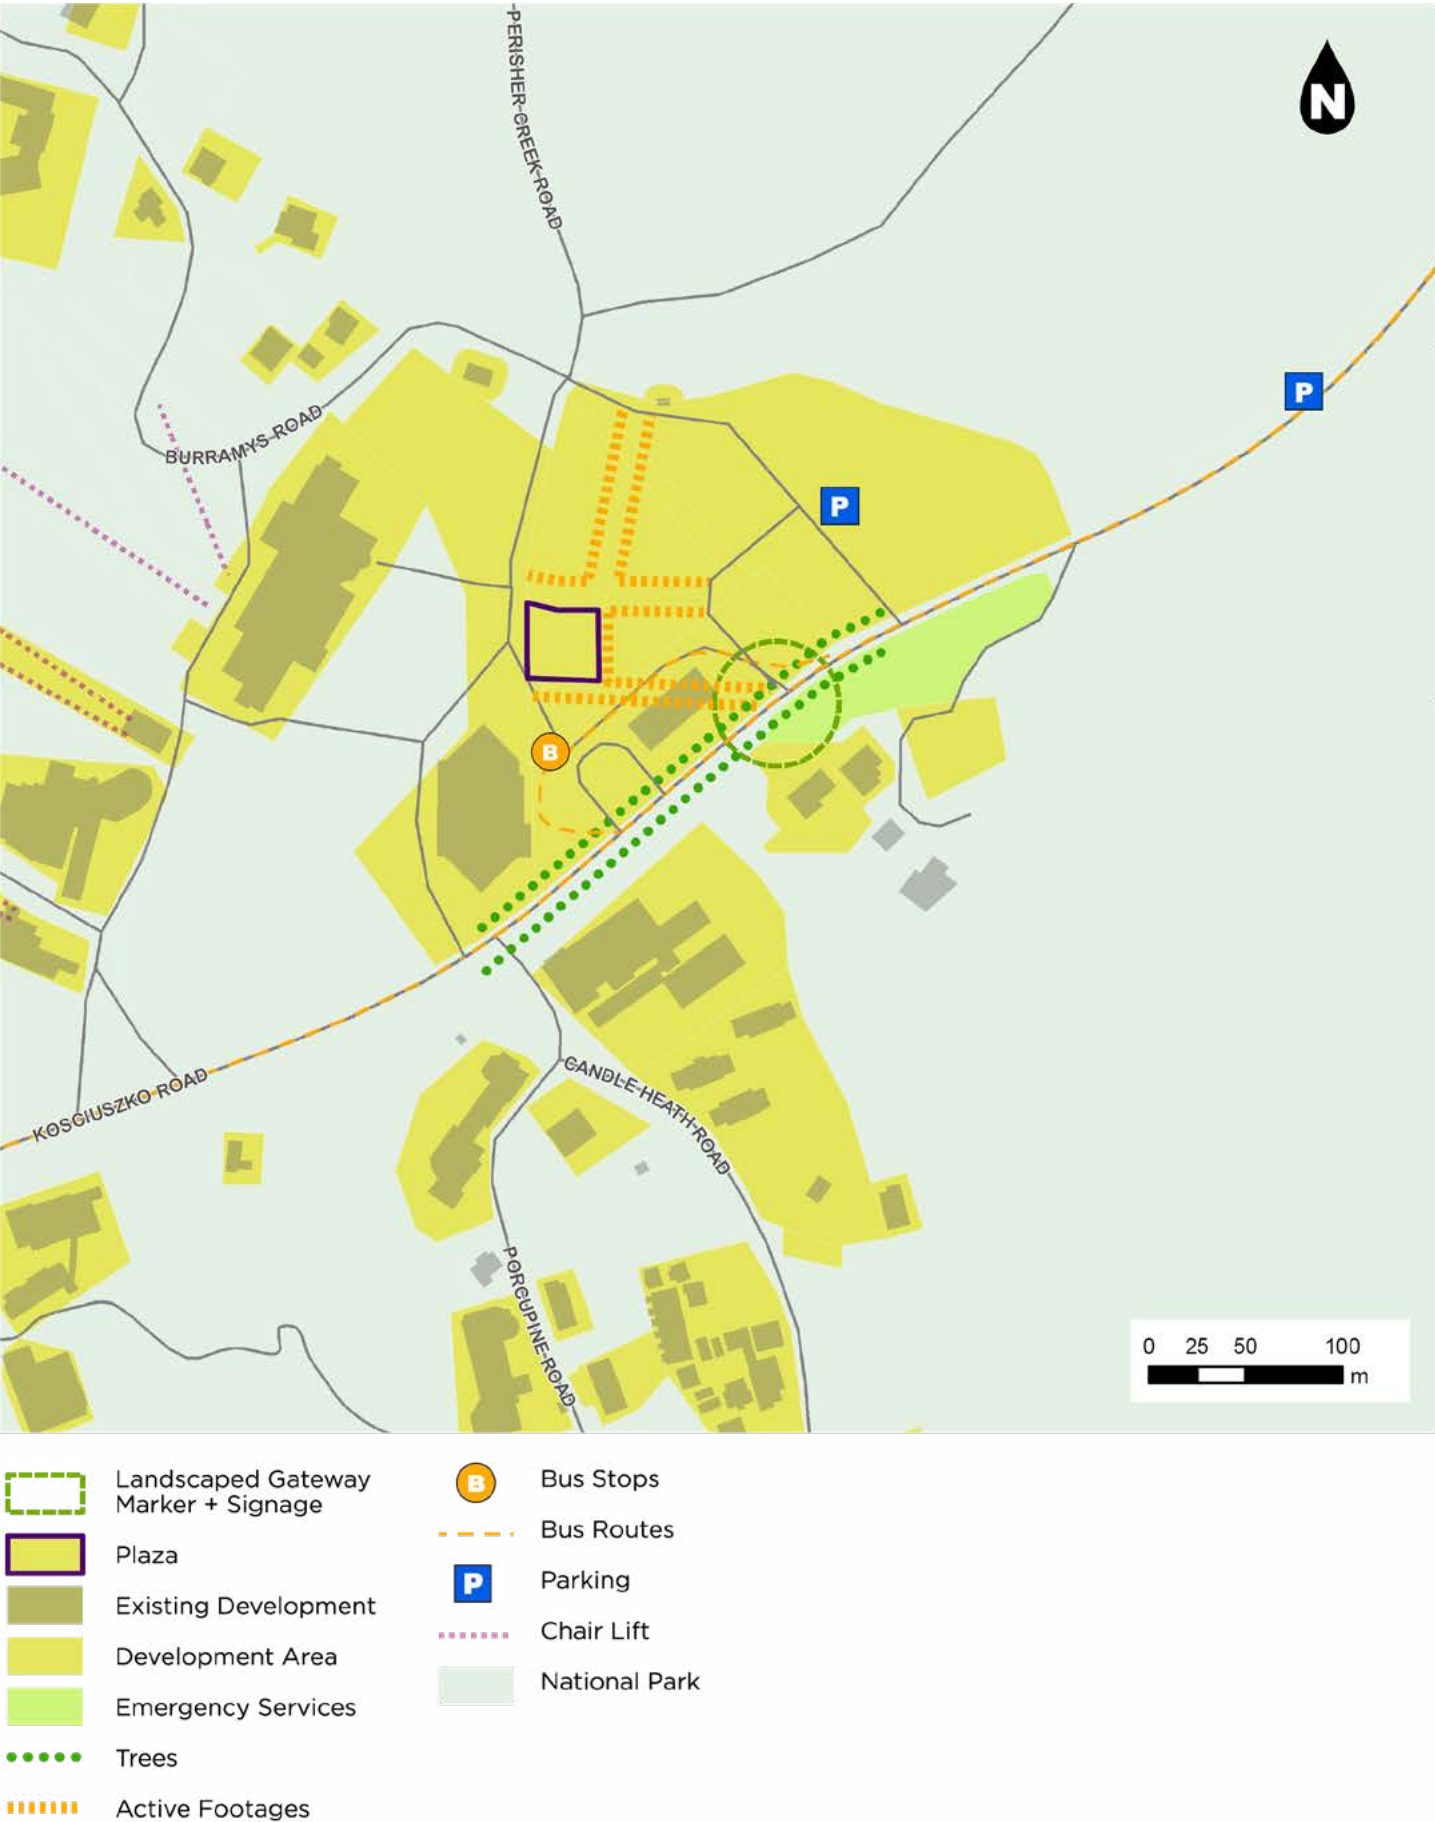 PERISHER CREEK ROAD
N
P
BURRAMYS ROAD
P
B
KOSCIUSZKO ROAD
CANDLE HEATH ROAD
PORCUPINE ROAD
0 25 50 100
m
Landscaped Gateway
Marker + Signage
Plaza
Existing Development
Development Area
Emergency Services
Trees
Active Footages
B Bus Stops
Bus Routes
P Parking
Chair Lift
National Park